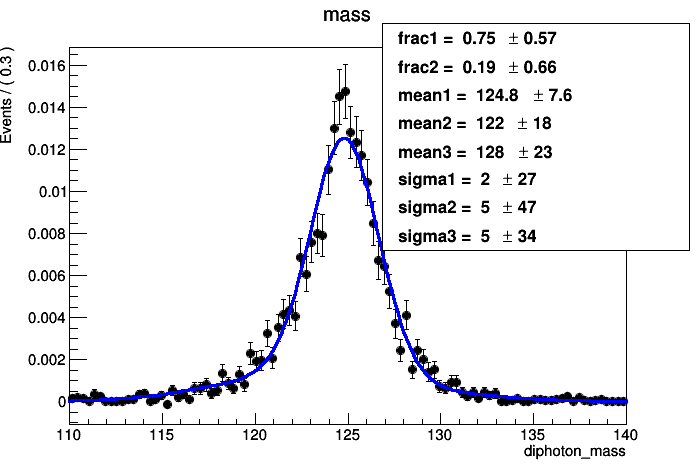 mass
frac1 = 0.75 ± 0.57
frac2 = 0.19 ± 0.66
mean1 = 124.8 ± 7.6
mean2 = 122 ± 18
mean3 = 128 ± 23
sigma1 = 2 ± 27
sigma2 = 5 ± 47
sigma3 = 5 ± 34
Events / ( 0.3 )
0.016
0.014
0.012
0.01
0.008
0.006
0.004
0.002
0
110 115 120 125 130 135 140
diphoton_mass